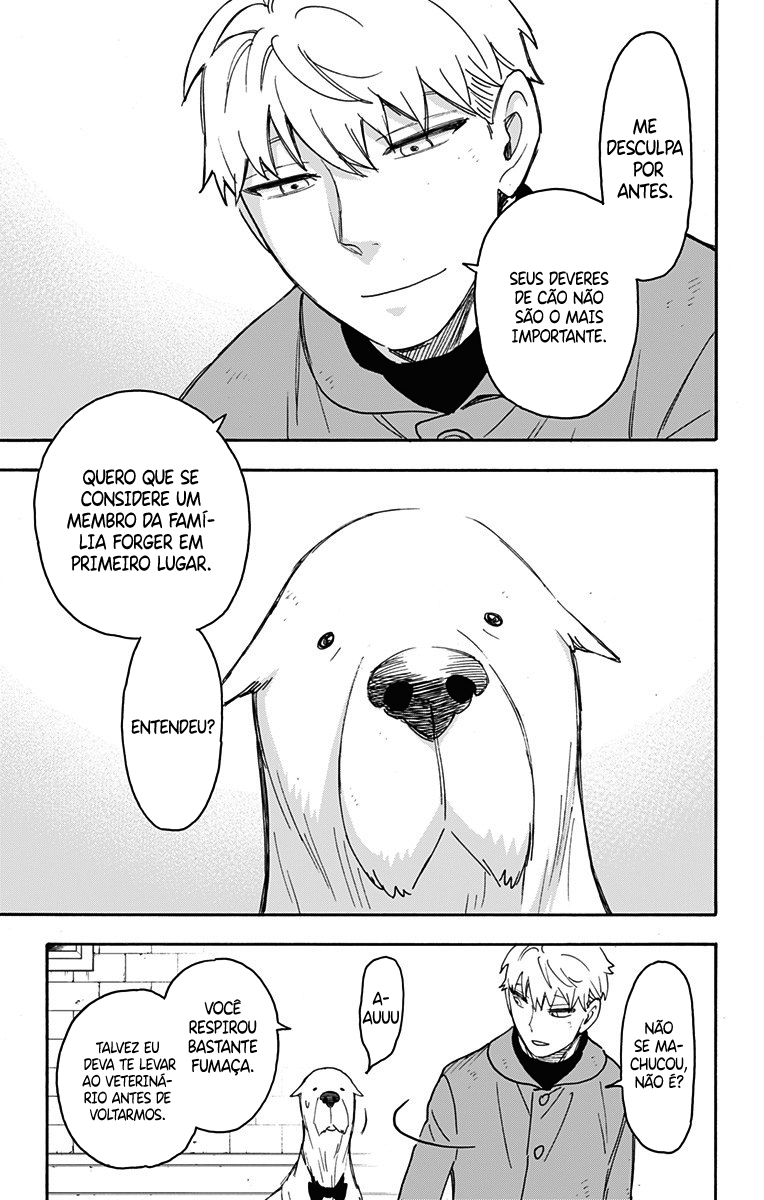 ME
DESCULPA
POR
ANTES.
SEUS DEVERES
DE CÃO NÃO
SÃO O MAIS
IMPORTANTE.
QUERO QUE SE
CONSIDERE UM
MEMBRO DA FAMÍ-
LIA FORGER EM
PRIMEIRO LUGAR.
ENTENDEU?
NÃO
SE MA-
CHUCOU,
NÃO É?
A-
AUUU
VOCÊ
RESPIROU
BASTANTE
FUMAÇA.
TALVEZ EU
DEVA TE LEVAR
AO VETERINÁ-
RIO ANTES DE
VOLTARMOS.